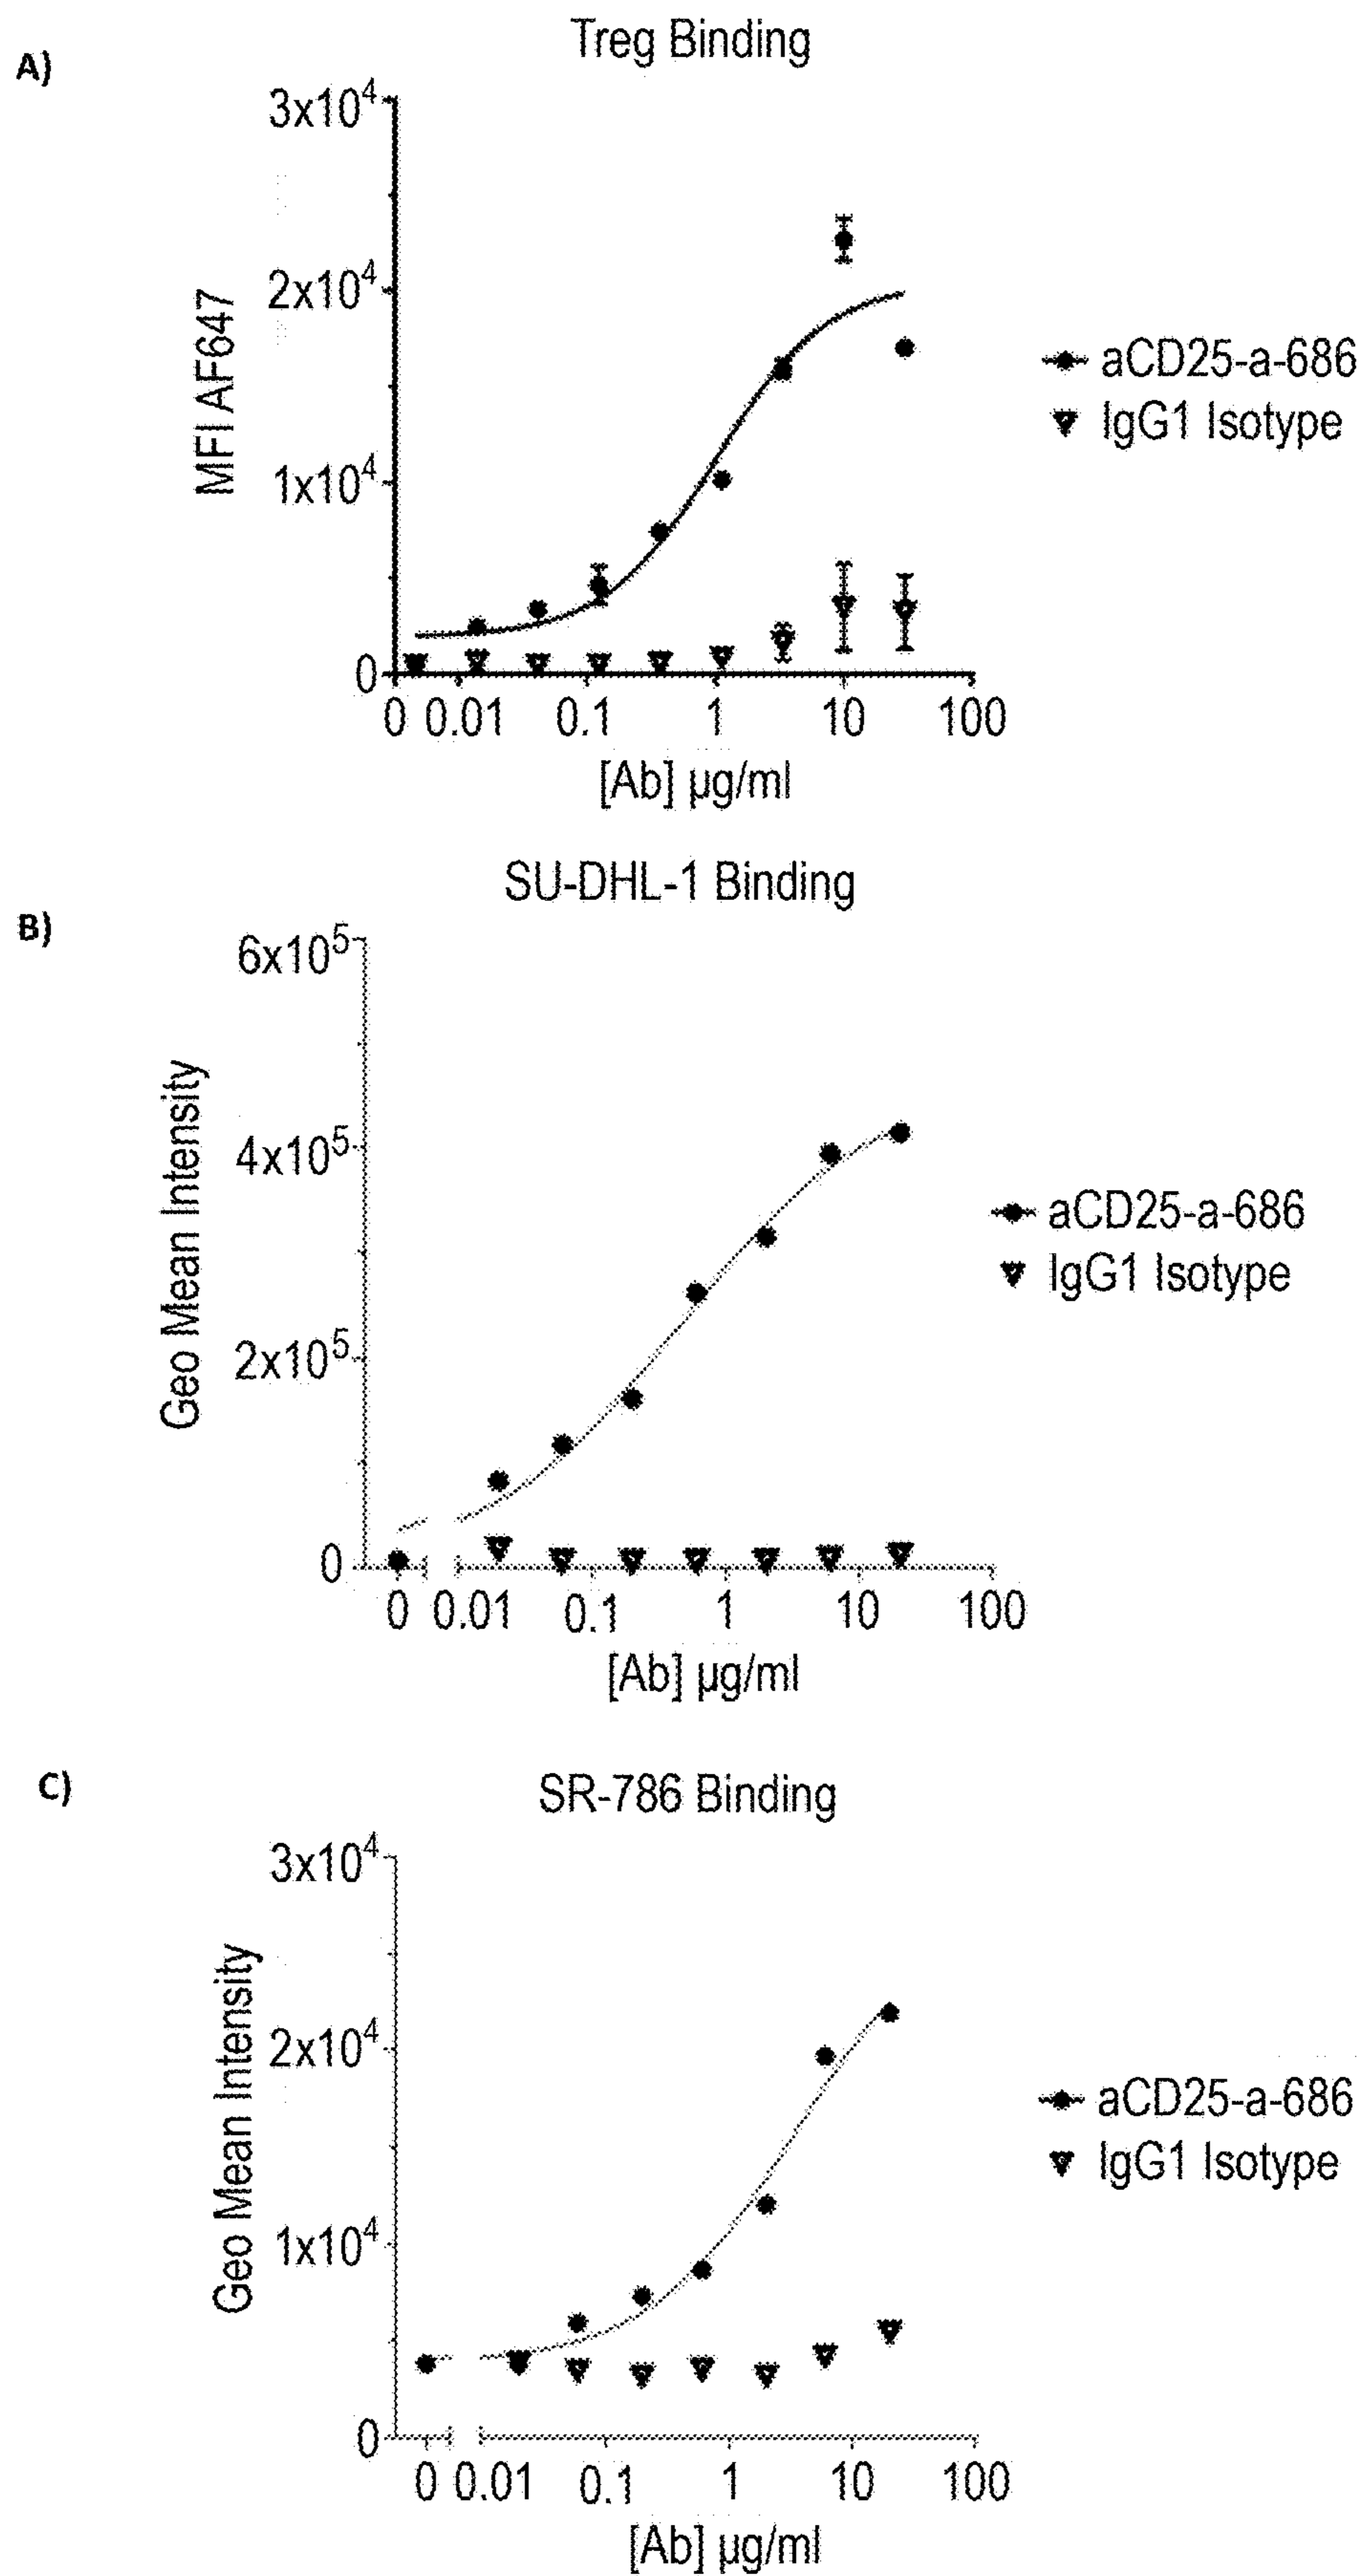 A)
Treg Binding
3x10⁴
2x10⁴
1x10⁴
0
MFI AF647
0 0.01 0.1 1 10 100
[Ab] µg/ml
aCD25-a-686
IgG1 Isotype
B)
SU-DHL-1 Binding
6x10⁵
4x10⁵
2x10⁵
0
Geo Mean Intensity
0 0.01 0.1 1 10 100
[Ab] µg/ml
aCD25-a-686
IgG1 Isotype
C)
SR-786 Binding
3x10⁴
2x10⁴
1x10⁴
0
Geo Mean Intensity
0 0.01 0.1 1 10 100
[Ab] µg/ml
aCD25-a-686
IgG1 Isotype